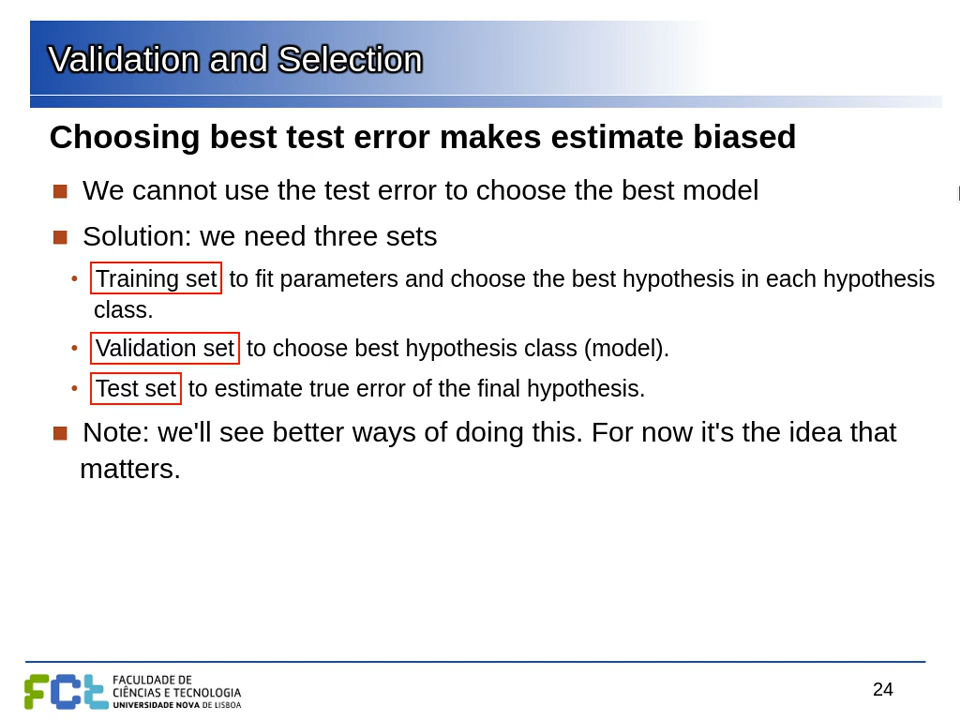 Validation and Selection
Choosing best test error makes estimate biased
■ We cannot use the test error to choose the best model
■ Solution: we need three sets
• Training set to fit parameters and choose the best hypothesis in each hypothesis
class.
• Validation set to choose best hypothesis class (model).
• Test set to estimate true error of the final hypothesis.
■ Note: we'll see better ways of doing this. For now it's the idea that
matters.
FCt
FACULDADE DE
CIÊNCIAS E TECNOLOGIA
UNIVERSIDADE NOVA DE LISBOA
24